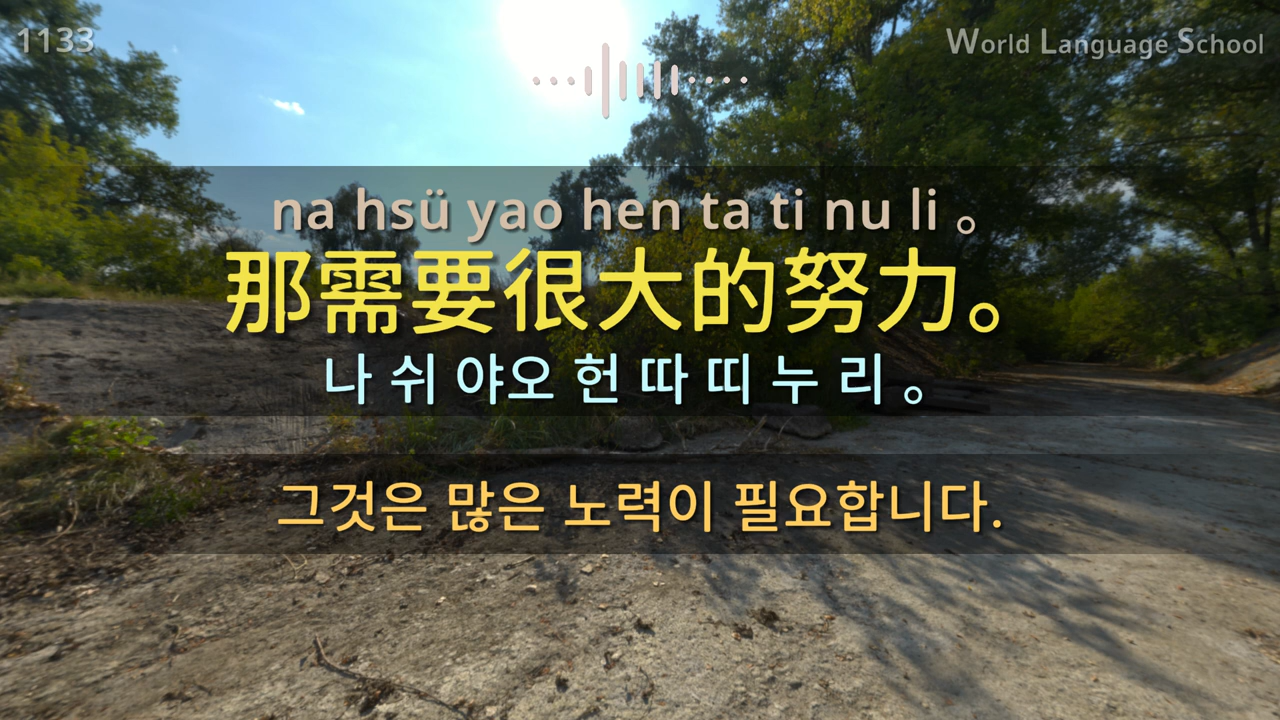 1133
World Language School
na hsü yao hen ta ti nu li 。
那需要很大的努力。
나 쉬 야오 헌 따 띠 누 리 。
그것은 많은 노력이 필요합니다.